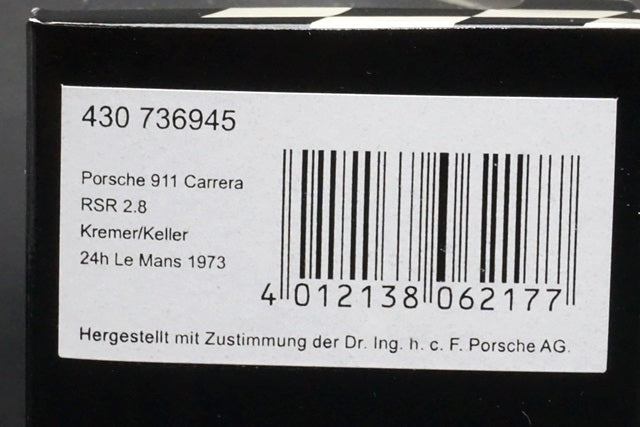 430 736945
Porsche 911 Carrera
RSR 2.8
Kremer/Keller
24h Le Mans 1973
4 012138 062177
Hergestellt mit Zustimmung der Dr. Ing. h. c. F. Porsche AG.